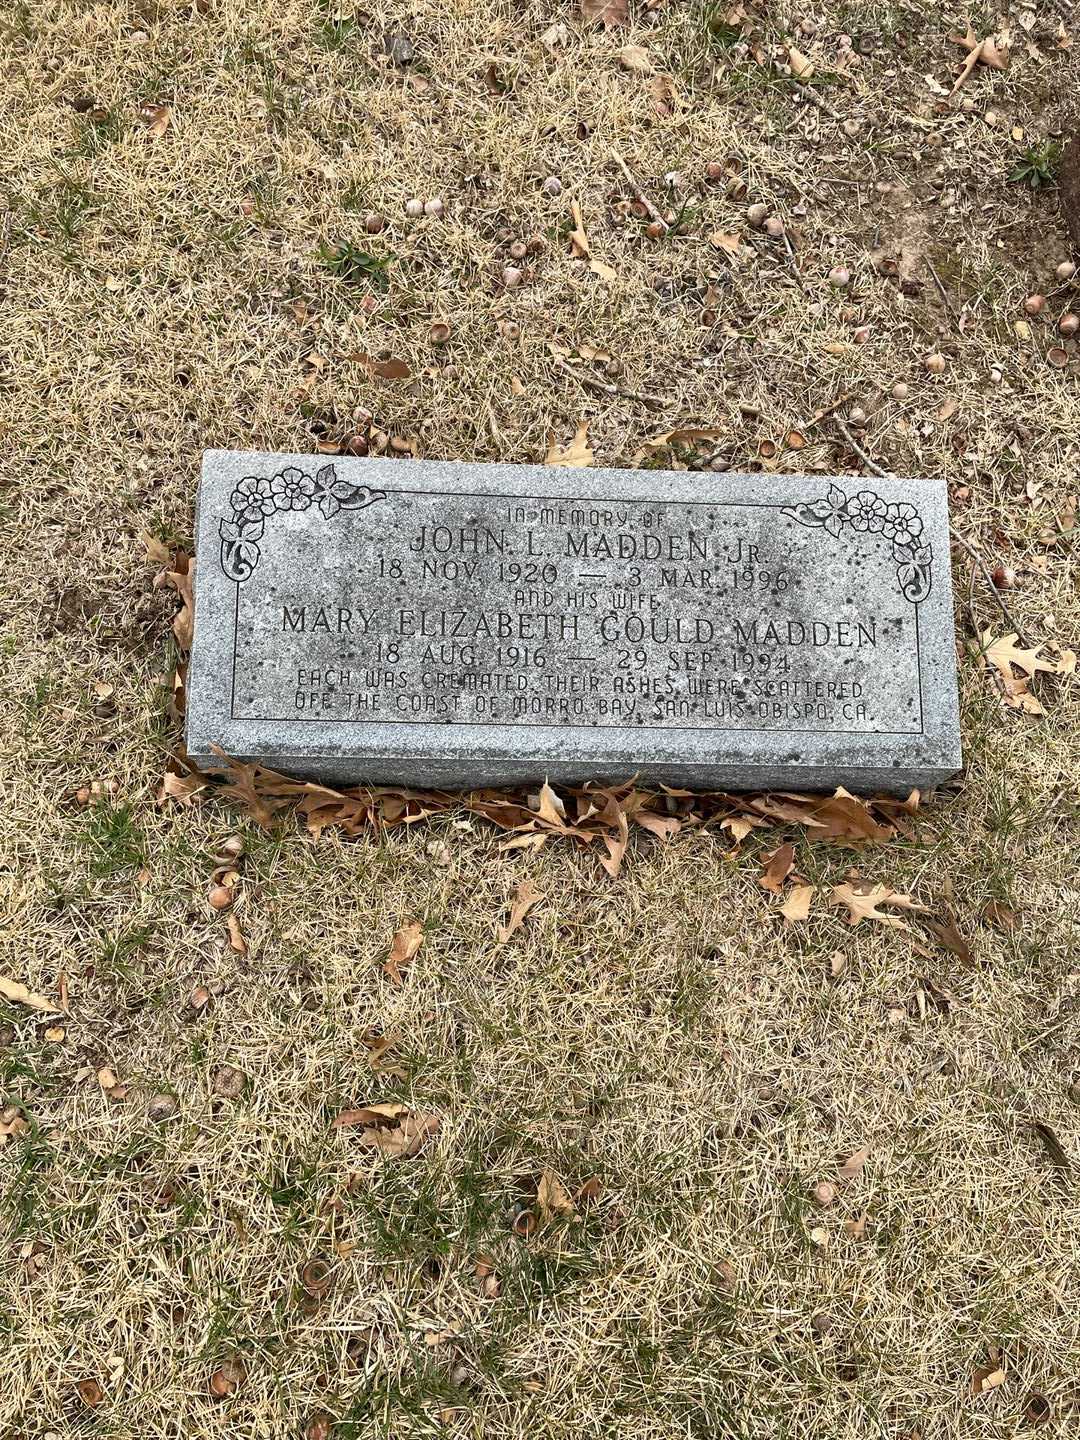 IN MEMORY OF
JOHN L. MADDEN, JR.
18 NOV. 1920 — 3 MAR. 1996
AND HIS WIFE,
MARY ELIZABETH GOULD MADDEN
18 AUG. 1916 — 29 SEP. 1994
EACH WAS CREMATED. THEIR ASHES WERE SCATTERED
OFF THE COAST OF MORRO BAY, SAN LUIS OBISPO, CA.